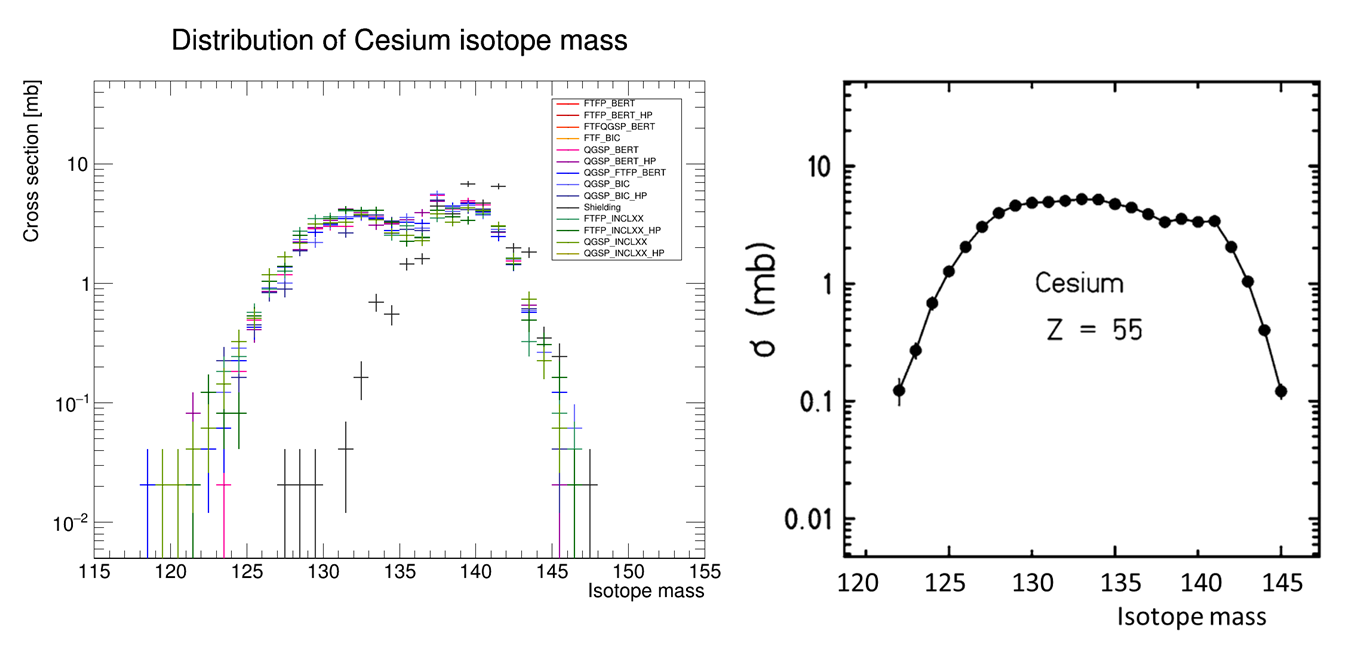 Distribution of Cesium isotope mass
Cross section [mb]
10
1
10⁻¹
10⁻²
115 120 125 130 135 140 145 150 155
Isotope mass
FTFP_BERT
FTFP_BERT_HP
FTFQGSP_BERT
FTF_BIC
QGSP_BERT
QGSP_BERT_HP
QGSP_FTFP_BERT
QGSP_BIC
QGSP_BIC_HP
Shielding
FTFP_INCLXX
FTFP_INCLXX_HP
QGSP_INCLXX
QGSP_INCLXX_HP
σ (mb)
10
1
0.1
0.01
Cesium
Z = 55
120 125 130 135 140 145
Isotope mass